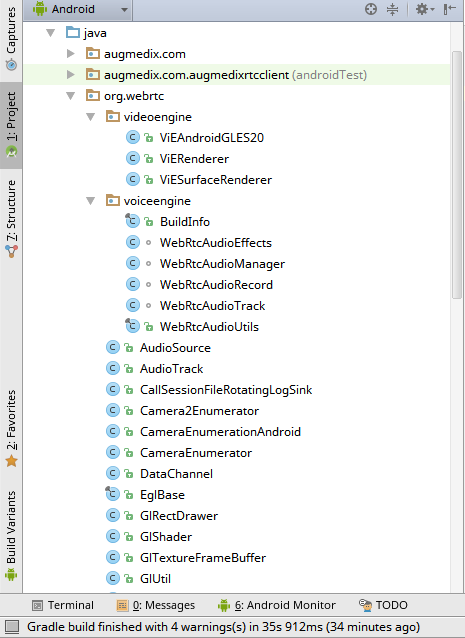 Android
Captures
1: Project
7: Structure
2: Favorites
Build Variants
java
augmedix.com
augmedix.com.augmedixrtcclient (androidTest)
org.webrtc
videoengine
ViEAndroidGLES20
ViERenderer
ViESurfaceRenderer
voiceengine
BuildInfo
WebRtcAudioEffects
WebRtcAudioManager
WebRtcAudioRecord
WebRtcAudioTrack
WebRtcAudioUtils
AudioSource
AudioTrack
CallSessionFileRotatingLogSink
Camera2Enumerator
CameraEnumerationAndroid
CameraEnumerator
DataChannel
EglBase
GlRectDrawer
GlShader
GlTextureFrameBuffer
GlUtil
Terminal 0: Messages 6: Android Monitor TODO
Gradle build finished with 4 warnings(s) in 35s 912ms (34 minutes ago)